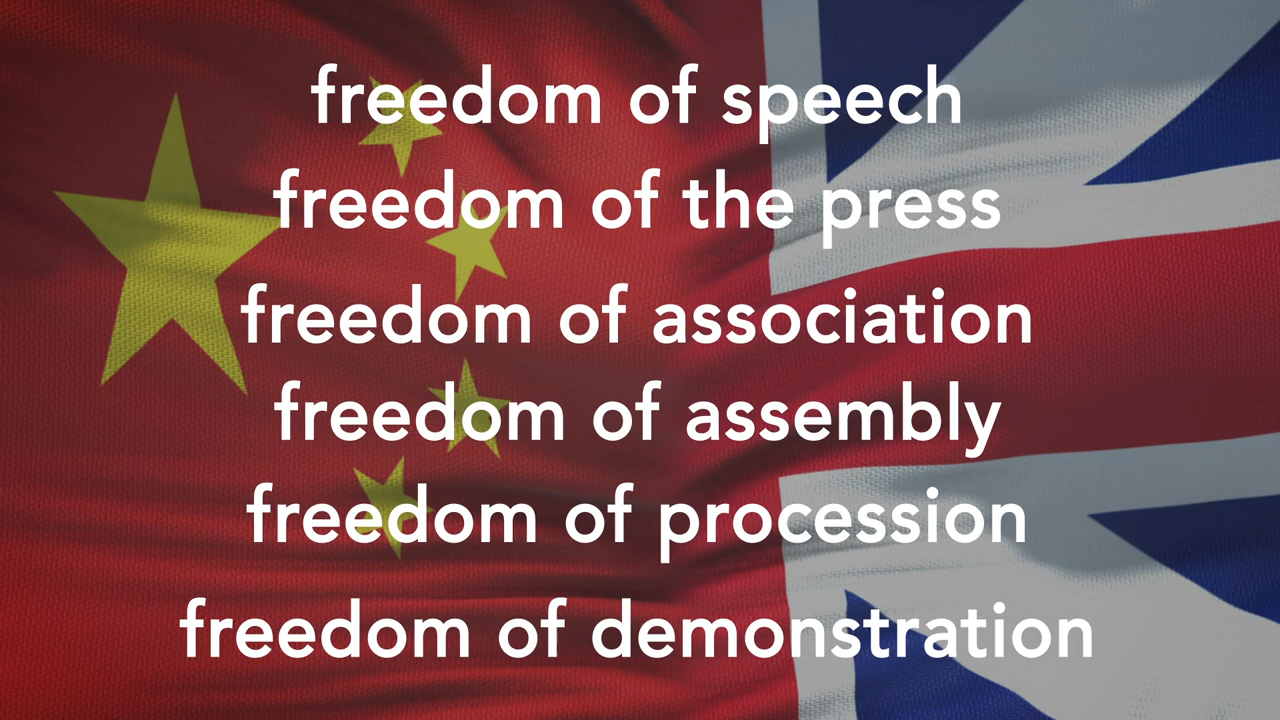 freedom of speech
freedom of the press
freedom of association
freedom of assembly
freedom of procession
freedom of demonstration